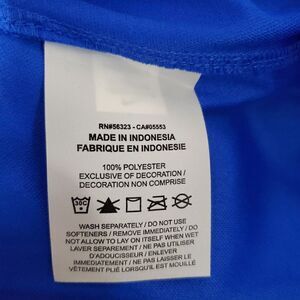 RN#56323 - CA#05553
MADE IN INDONESIA
FABRIQUE EN INDONESIE
100% POLYESTER
EXCLUSIVE OF DECORATION /
DECORATION NON COMPRISE
30C
WASH SEPARATELY / DO NOT USE
SOFTENERS / REMOVE IMMEDIATELY / DO
NOT ALLOW TO LAY ON ITSELF WHEN WET
LAVER SEPAREMENT / NE PAS UTILISER
D'ADOUCISSEUR / ENLEVER
IMMEDIATEMENT / NE PAS LAISSER LE
VÊTEMENT PLIÉ LORSQU'IL EST MOUILLÉ